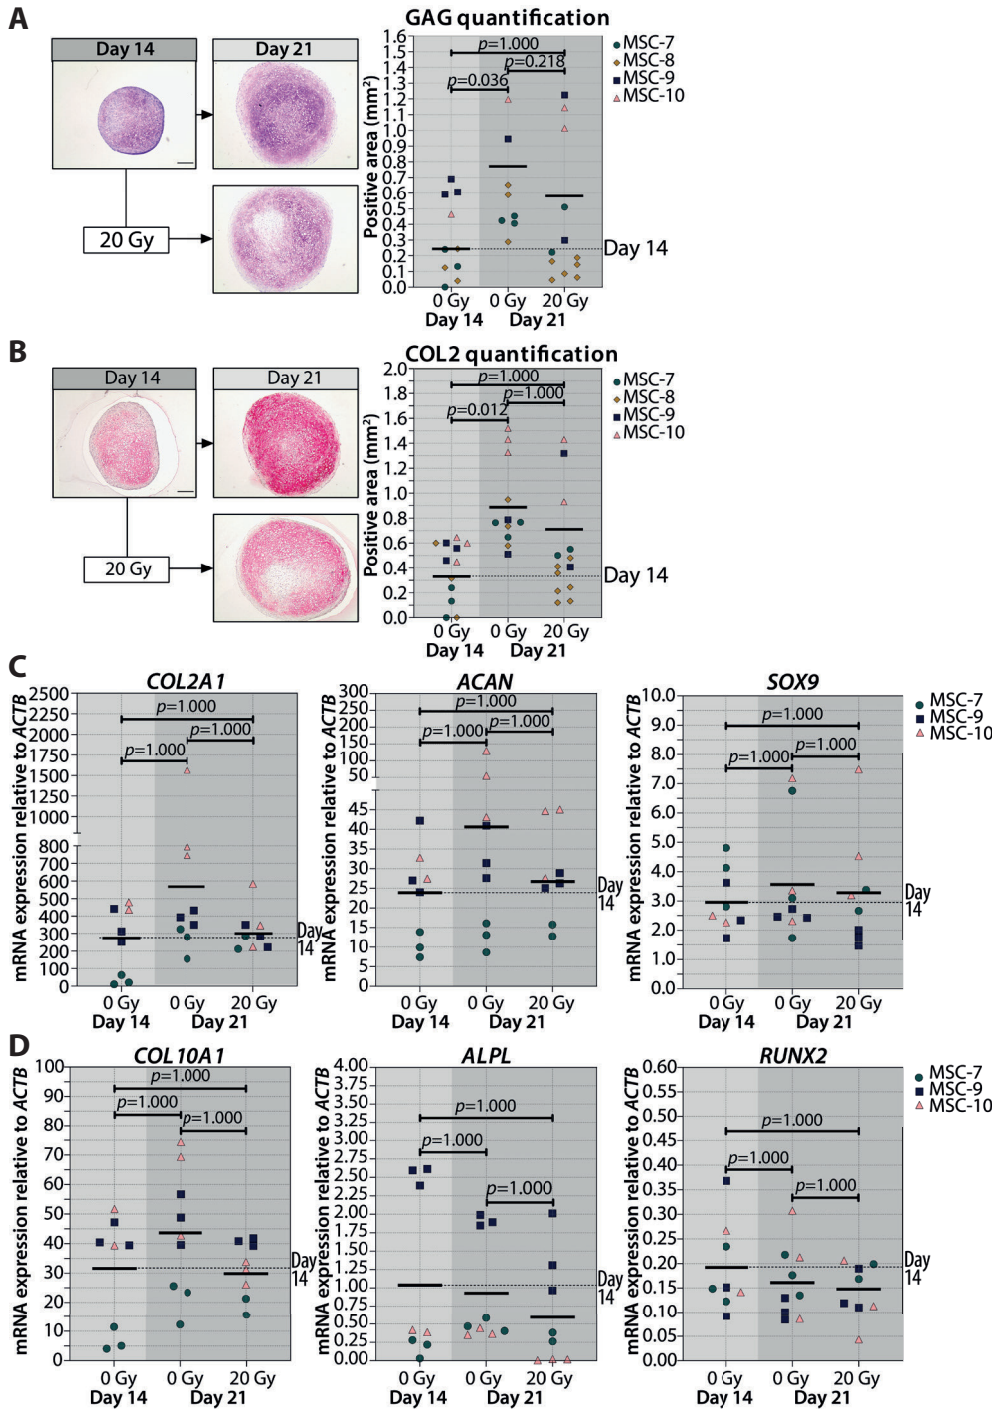 A
Day 14
Day 21
20 Gy
GAG quantification
Positive area (mm²)
1.6
1.5
1.4
1.3
1.2
1.1
1.0
0.9
0.8
0.7
0.6
0.5
0.4
0.3
0.2
0.1
0.0
p=1.000
p=0.218
p=0.036
MSC-7
MSC-8
MSC-9
MSC-10
Day 14
0 Gy 0 Gy 20 Gy
Day 14 Day 21
B
Day 14
Day 21
20 Gy
COL2 quantification
Positive area (mm²)
2.0
1.8
1.6
1.4
1.2
1.0
0.8
0.6
0.4
0.2
0.0
p=1.000
p=1.000
p=0.012
MSC-7
MSC-8
MSC-9
MSC-10
Day 14
0 Gy 0 Gy 20 Gy
Day 14 Day 21
C
COL2A1
mRNA expression relative to ACTB
2500
2250
2000
1750
1500
1250
1000
800
700
600
500
400
300
200
100
0
p=1.000
p=1.000
p=1.000
Day
14
0 Gy 0 Gy 20 Gy
Day 14 Day 21
ACAN
mRNA expression relative to ACTB
300
250
200
150
100
50
45
40
35
30
25
20
15
10
5
0
p=1.000
p=1.000
p=1.000
Day
14
0 Gy 0 Gy 20 Gy
Day 14 Day 21
SOX9
mRNA expression relative to ACTB
10.0
9.0
8.0
7.0
6.0
5.0
4.0
3.0
2.0
1.0
0.0
p=1.000
p=1.000
p=1.000
MSC-7
MSC-9
MSC-10
Day
14
0 Gy 0 Gy 20 Gy
Day 14 Day 21
D
COL10A1
mRNA expression relative to ACTB
100
90
80
70
60
50
40
30
20
10
0
p=1.000
p=1.000
p=1.000
Day
14
0 Gy 0 Gy 20 Gy
Day 14 Day 21
ALPL
mRNA expression relative to ACTB
4.00
3.75
3.50
3.25
3.00
2.75
2.50
2.25
2.00
1.75
1.50
1.25
1.00
0.75
0.50
0.25
0.00
p=1.000
p=1.000
p=1.000
Day
14
0 Gy 0 Gy 20 Gy
Day 14 Day 21
RUNX2
mRNA expression relative to ACTB
0.60
0.55
0.50
0.45
0.40
0.35
0.30
0.25
0.20
0.15
0.10
0.05
0.00
p=1.000
p=1.000
p=1.000
MSC-7
MSC-9
MSC-10
Day
14
0 Gy 0 Gy 20 Gy
Day 14 Day 21